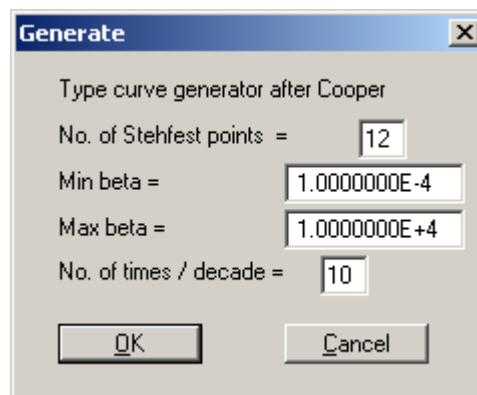 Generate
Type curve generator after Cooper
No. of Stehfest points = 12
Min beta = 1.0000000E-4
Max beta = 1.0000000E+4
No. of times / decade = 10
OK Cancel